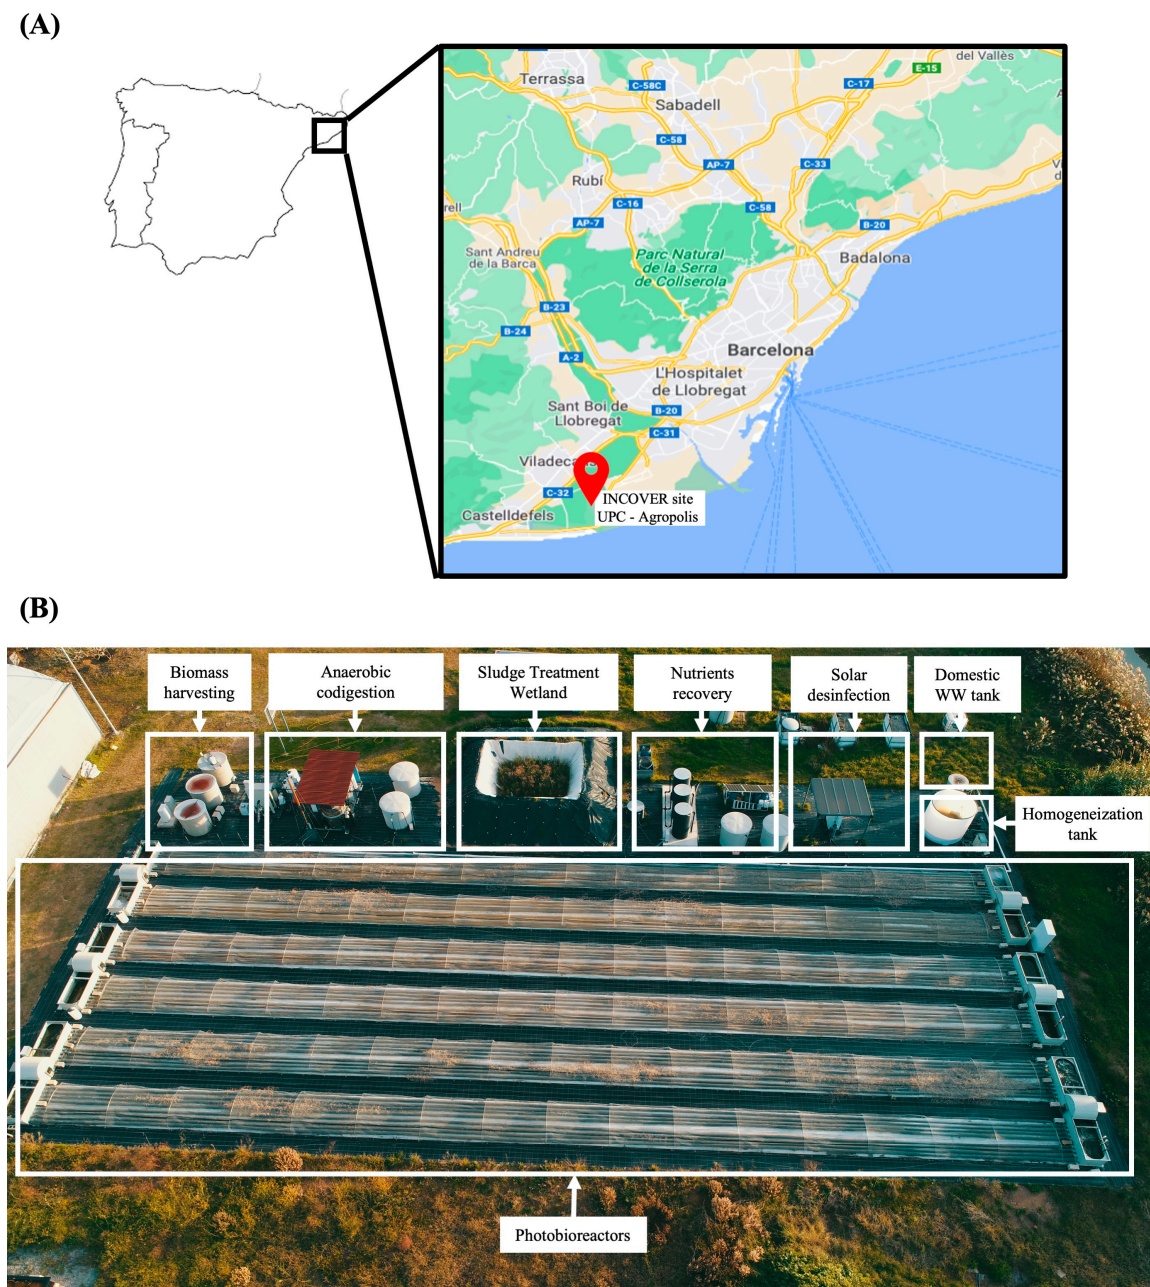 (A)
del Vallès
E-15
Terrassa
C-58C
C-17
Sabadell
C-58
AP-7
C-33
Rubí
C-16
C-58
rell
AP-7
B-20
Sant Andreu
de la Barca
Parc Natural
de la Serra
de Collserola
Badalona
B-23
B-24
A-2
Barcelona
L'Hospitalet
de Llobregat
Sant Boi de
Llobregat
B-20
C-31
Viladecans
C-32
INCOVER site
UPC - Agropolis
Castelldefels
(B)
Biomass
harvesting
Anaerobic
codigestion
Sludge Treatment
Wetland
Nutrients
recovery
Solar
desinfection
Domestic
WW tank
Homogeneization
tank
Photobioreactors